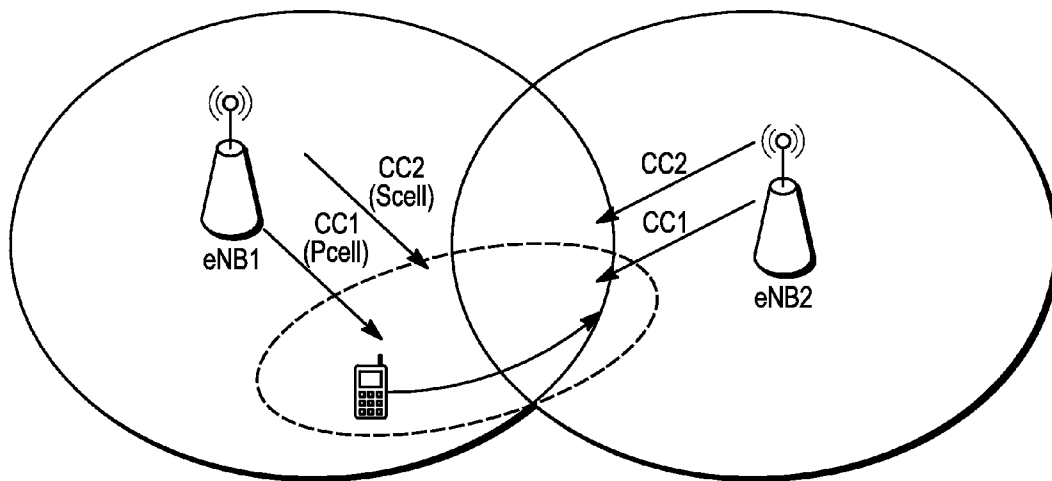 CC2
(Scell)
CC1
(Pcell)
eNB1
CC2
CC1
eNB2